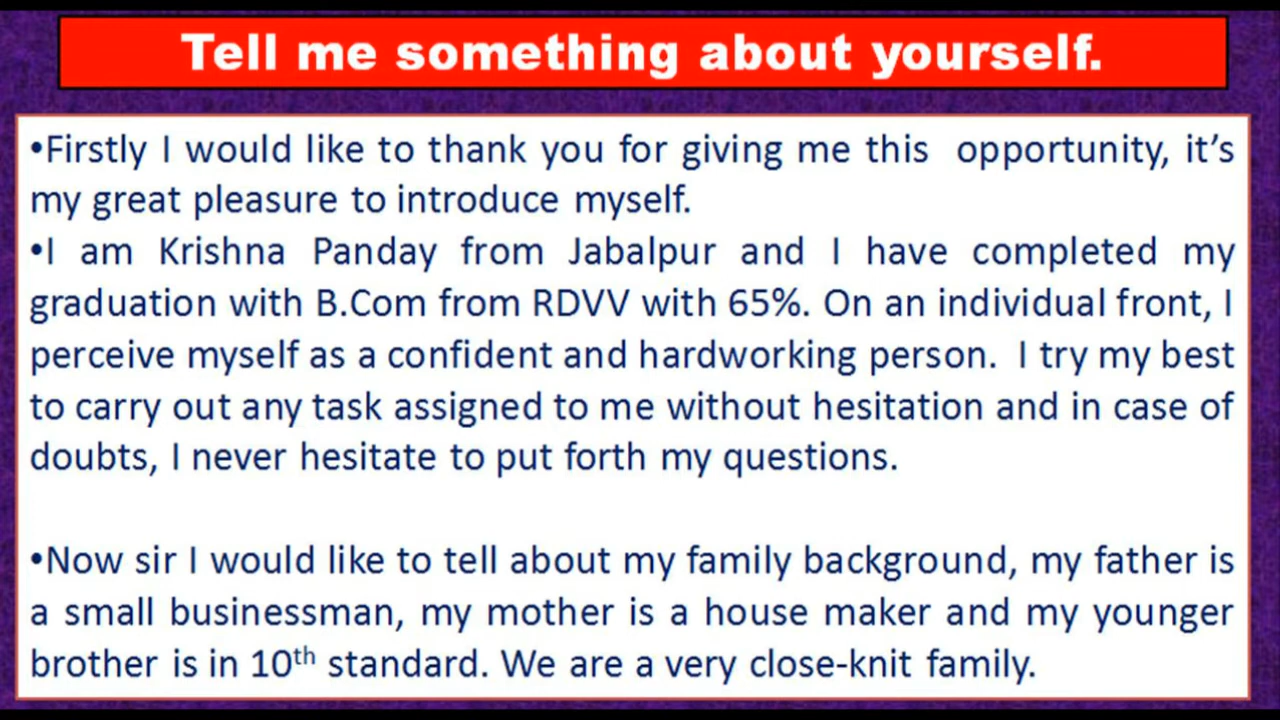 Tell me something about yourself.
•Firstly I would like to thank you for giving me this opportunity, it’s
my great pleasure to introduce myself.
•I am Krishna Panday from Jabalpur and I have completed my
graduation with B.Com from RDVV with 65%. On an individual front, I
perceive myself as a confident and hardworking person. I try my best
to carry out any task assigned to me without hesitation and in case of
doubts, I never hesitate to put forth my questions.
•Now sir I would like to tell about my family background, my father is
a small businessman, my mother is a house maker and my younger
brother is in 10th standard. We are a very close-knit family.